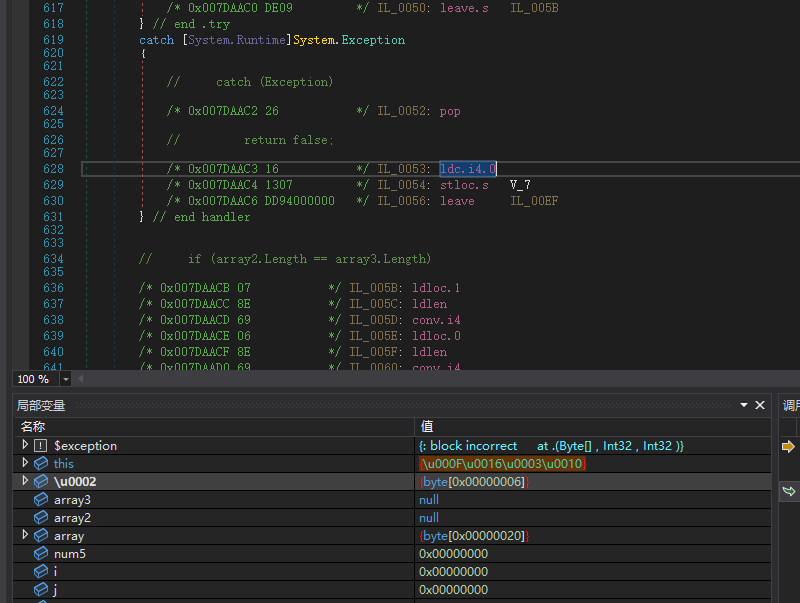 617 /* 0x007DAAC0 DE09 */ IL_0050: leave.s IL_005B
618 } // end .try
619 catch [System.Runtime]System.Exception
620 {
621
622 // catch (Exception)
623
624 /* 0x007DAAC2 26 */ IL_0052: pop
625
626 // return false;
627
628 /* 0x007DAAC3 16 */ IL_0053: ldc.i4.0
629 /* 0x007DAAC4 1307 */ IL_0054: stloc.s V_7
630 /* 0x007DAAC6 DD94000000 */ IL_0056: leave IL_00EF
631 } // end handler
632
633
634 // if (array2.Length == array3.Length)
635
636 /* 0x007DAACB 07 */ IL_005B: ldloc.1
637 /* 0x007DAACC 8E */ IL_005C: ldlen
638 /* 0x007DAACD 69 */ IL_005D: conv.i4
639 /* 0x007DAACE 06 */ IL_005E: ldloc.0
640 /* 0x007DAACF 8E */ IL_005F: ldlen
641 /* 0x007DAAD0 69 */ IL_0060: conv.i4
100 %
局部变量 调用
名称 值
$exception {: block incorrect at .(Byte[] , Int32 , Int32 )}
this {\u000F\u0016\u0003\u0010}
\u0002 {byte[0x00000006]}
array3 null
array2 null
array {byte[0x00000020]}
num5 0x00000000
i 0x00000000
j 0x00000000